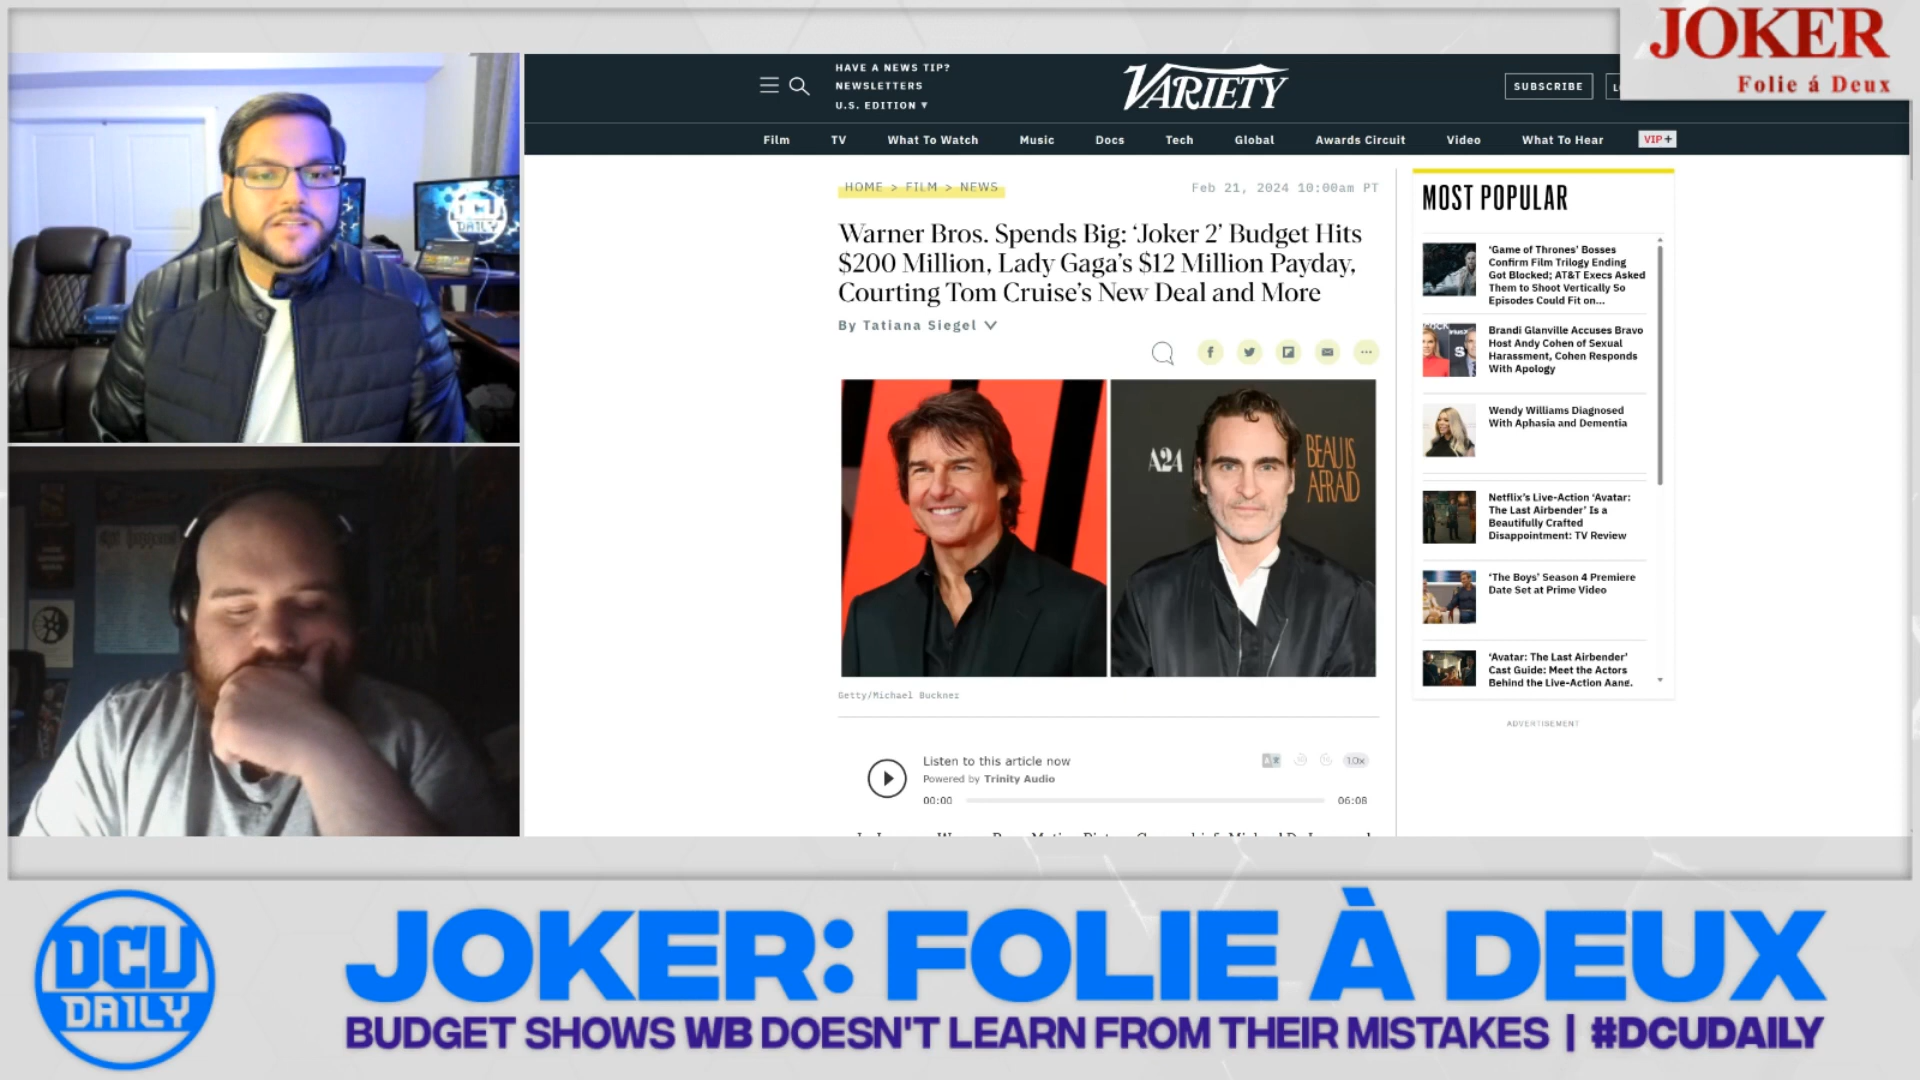 JOKER
Folie á Deux
HAVE A NEWS TIP?
NEWSLETTERS
U.S. EDITION ▾
VARIETY
SUBSCRIBE
Film TV What To Watch Music Docs Tech Global Awards Circuit Video What To Hear VIP+
HOME > FILM > NEWS
Feb 21, 2024 10:00am PT
Warner Bros. Spends Big: ‘Joker 2’ Budget Hits
$200 Million, Lady Gaga’s $12 Million Payday,
Courting Tom Cruise’s New Deal and More
By Tatiana Siegel
A24
BEAU IS
AFRAID
Getty/Michael Buckner
Listen to this article now
Powered by Trinity Audio
1.0x
00:00
06:08
MOST POPULAR
‘Game of Thrones’ Bosses
Confirm Film Trilogy Ending
Got Blocked; AT&T Execs Asked
Them to Shoot Vertically So
Episodes Could Fit on...
Brandi Glanville Accuses Bravo
Host Andy Cohen of Sexual
Harassment, Cohen Responds
With Apology
Wendy Williams Diagnosed
With Aphasia and Dementia
Netflix’s Live-Action ‘Avatar:
The Last Airbender’ Is a
Beautifully Crafted
Disappointment: TV Review
‘The Boys’ Season 4 Premiere
Date Set at Prime Video
‘Avatar: The Last Airbender’
Cast Guide: Meet the Actors
Behind the Live-Action Aang,
ADVERTISEMENT
DCU
DAILY
DCU
DAILY
JOKER: FOLIE À DEUX
BUDGET SHOWS WB DOESN'T LEARN FROM THEIR MISTAKES | #DCUDAILY